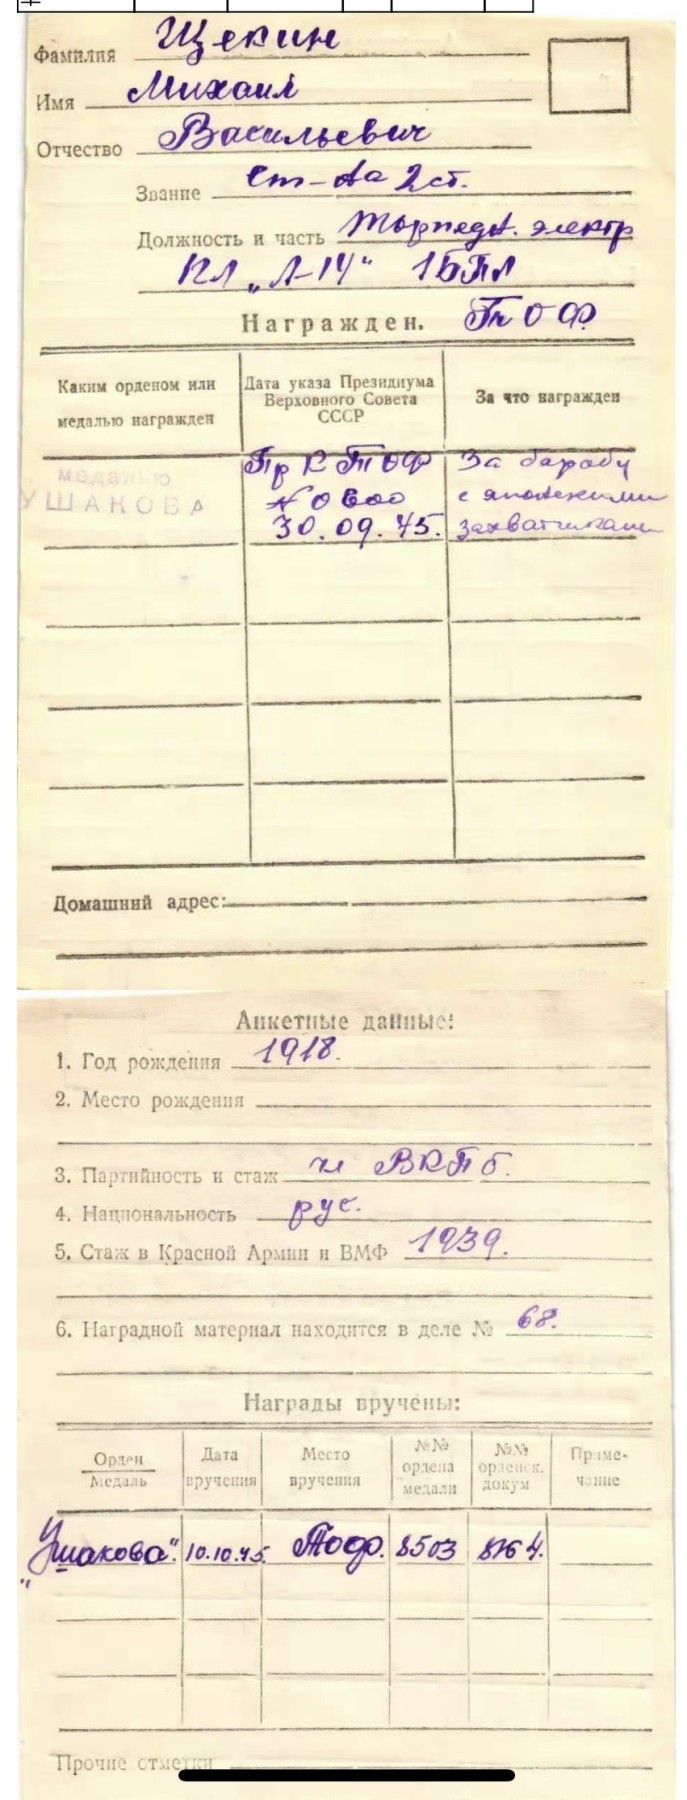 Фамилия Щекин
Имя Михаил
Отчество Васильевич
Звание Ст-на 2 ст.
Должность и часть Торпедн. электр
ПЛ „Л-14“ 1БПЛ
Награжден. ТОФ
Каким орденом или медалью награжден
Дата указа Президиума Верховного Совета СССР
За что награжден
медалью
УШАКОВА
Пр К ТОФ
30.09.45.
За барьбу
с японскими
захватчиками
Домашний адрес:
Анкетные данные:
1. Год рождения 1918.
2. Место рождения
3. Партийность и стаж чл ВКПб.
4. Национальность рус.
5. Стаж в Красной Армии и ВМФ 1939.
6. Наградной материал находится в деле № 68.
Награды вручены:
Орден
Медаль
Дата вручения
Место вручения
№№ ордена медали
№№ орденск. докум
Приме-
чание
„Ушакова“. 10.10.45. Тоф. 8503 8164.
Прочие отметки